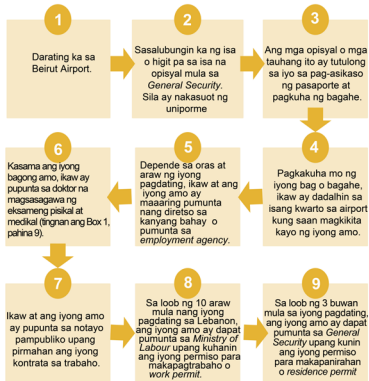 1
Darating ka sa
Beirut Airport.
2
Sasalubingin ka ng isa
o higit pa sa isa na
opisyal mula sa
General Security.
Sila ay nakasuot ng
uniporme
3
Ang mga opisyal o mga
tauhang ito ay tutulong
sa iyo sa pag-asikaso
ng pasaporte at
pagkuha ng bagahe.
6
Kasama ang iyong
bagong amo, ikaw ay
pupunta sa doktor na
magsasagawa ng
eksameng pisikal at
medikal (tingnan ang Box 1,
pahina 9).
5
Depende sa oras at
araw ng iyong
pagdating, ikaw at ang
iyong amo ay
maaaring pumunta
nang diretso sa
kanyang bahay o
pumunta sa
employment agency.
4
Pagkakuha mo ng
iyong bag o bagahe,
ikaw ay dadalhin sa
isang kwarto sa airport
kung saan magkikita
kayo ng iyong amo.
7
Ikaw at ang iyong amo
ay pupunta sa notayo
pampubliko upang
pirmahan ang iyong
kontrata sa trabaho.
8
Sa loob ng 10 araw
mula nang iyong
pagdating sa Lebanon,
ang iyong amo ay dapat
pumunta sa Ministry of
Labour upang kuhanin
ang iyong permiso para
makapagtrabaho o
work permit.
9
Sa loob ng 3 buwan
mula sa iyong pagdating,
ang iyong amo ay dapat
pumunta sa General
Security upang kunin
ang iyong permiso
para makapanirahan
o residence permit